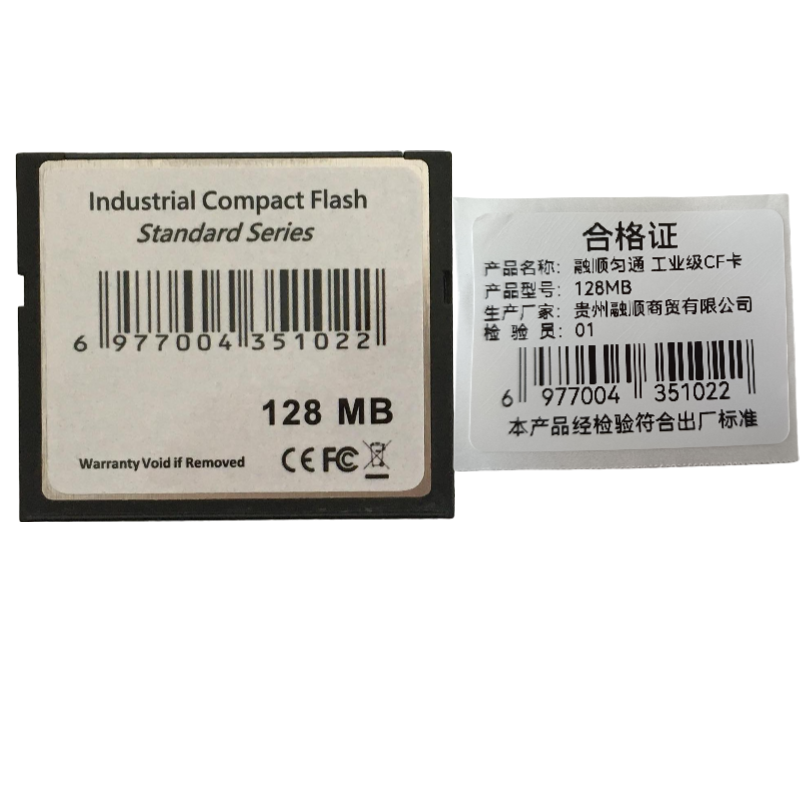 Industrial Compact Flash
Standard Series
6 977004 351022
128 MB
Warranty Void if Removed
CE FC
合格证
产品名称: 融顺匀通 工业级CF卡
产品型号: 128MB
生产厂家: 贵州融顺商贸有限公司
检 验 员: 01
6 977004 351022
本产品经检验符合出厂标准